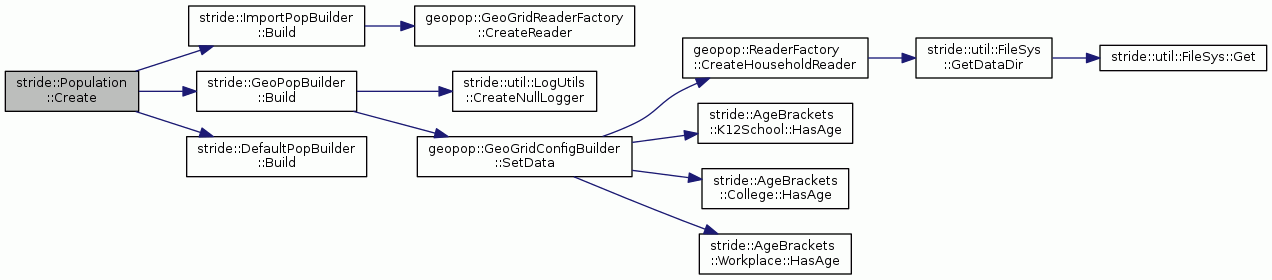 stride::Population
::Create
stride::ImportPopBuilder
::Build
geopop::GeoGridReaderFactory
::CreateReader
stride::GeoPopBuilder
::Build
stride::util::LogUtils
::CreateNullLogger
stride::DefaultPopBuilder
::Build
geopop::GeoGridConfigBuilder
::SetData
geopop::ReaderFactory
::CreateHouseholdReader
stride::util::FileSys
::GetDataDir
stride::util::FileSys::Get
stride::AgeBrackets
::K12School::HasAge
stride::AgeBrackets
::College::HasAge
stride::AgeBrackets
::Workplace::HasAge